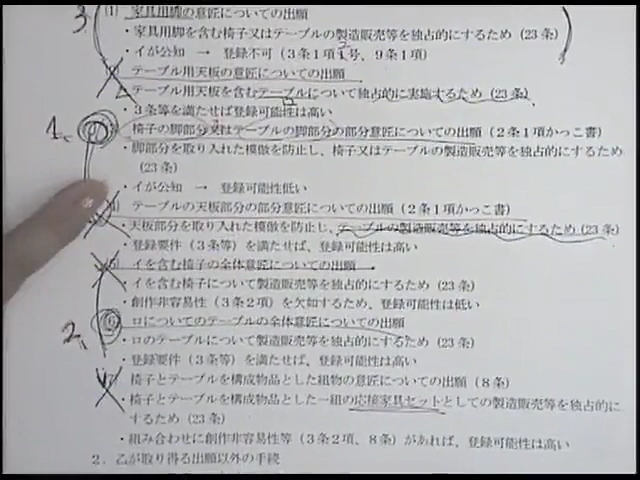 3.
(1) 家具用脚の意匠についての出願
・家具用脚を含む椅子又はテーブルの製造販売等を独占的にするため(23条)
・イが公知 → 登録不可(3条1項 号、9条1項)
テーブル用天板の意匠についての出願
テーブル用天板を含むテーブルについて独占的に実施するため(23条)
・3条等を満たせば登録可能性は高い
1.
椅子の脚部分又はテーブルの脚部分の部分意匠についての出願(2条1項かっこ書)
・脚部分を取り入れた模倣を防止し、椅子又はテーブルの製造販売等を独占的にするため
(23条)
・イが公知 → 登録可能性低い
テーブルの天板部分の部分意匠についての出願(2条1項かっこ書)
・天板部分を取り入れた模倣を防止し、テーブルの製造販売等を独占的にするため(23条)
・登録要件(3条等)を満たせば、登録可能性は高い
イを含む椅子の全体意匠についての出願
・イを含む椅子について製造販売等を独占的にするため(23条)
・創作非容易性(3条2項)を欠如するため、登録可能性は低い
2.
ロについてのテーブルの全体意匠についての出願
・ロのテーブルについて製造販売等を独占的にするため(23条)
・登録要件(3条等)を満たせば、登録可能性は高い
椅子とテーブルを構成物品とした組物の意匠についての出願(8条)
・椅子とテーブルを構成物品とした一組の応接家具セットとしての製造販売等を独占的に
するため(23条)
・組み合わせに創作非容易性等(3条2項、8条)があれば、登録可能性は高い
2.乙が取り得る出願以外の手続